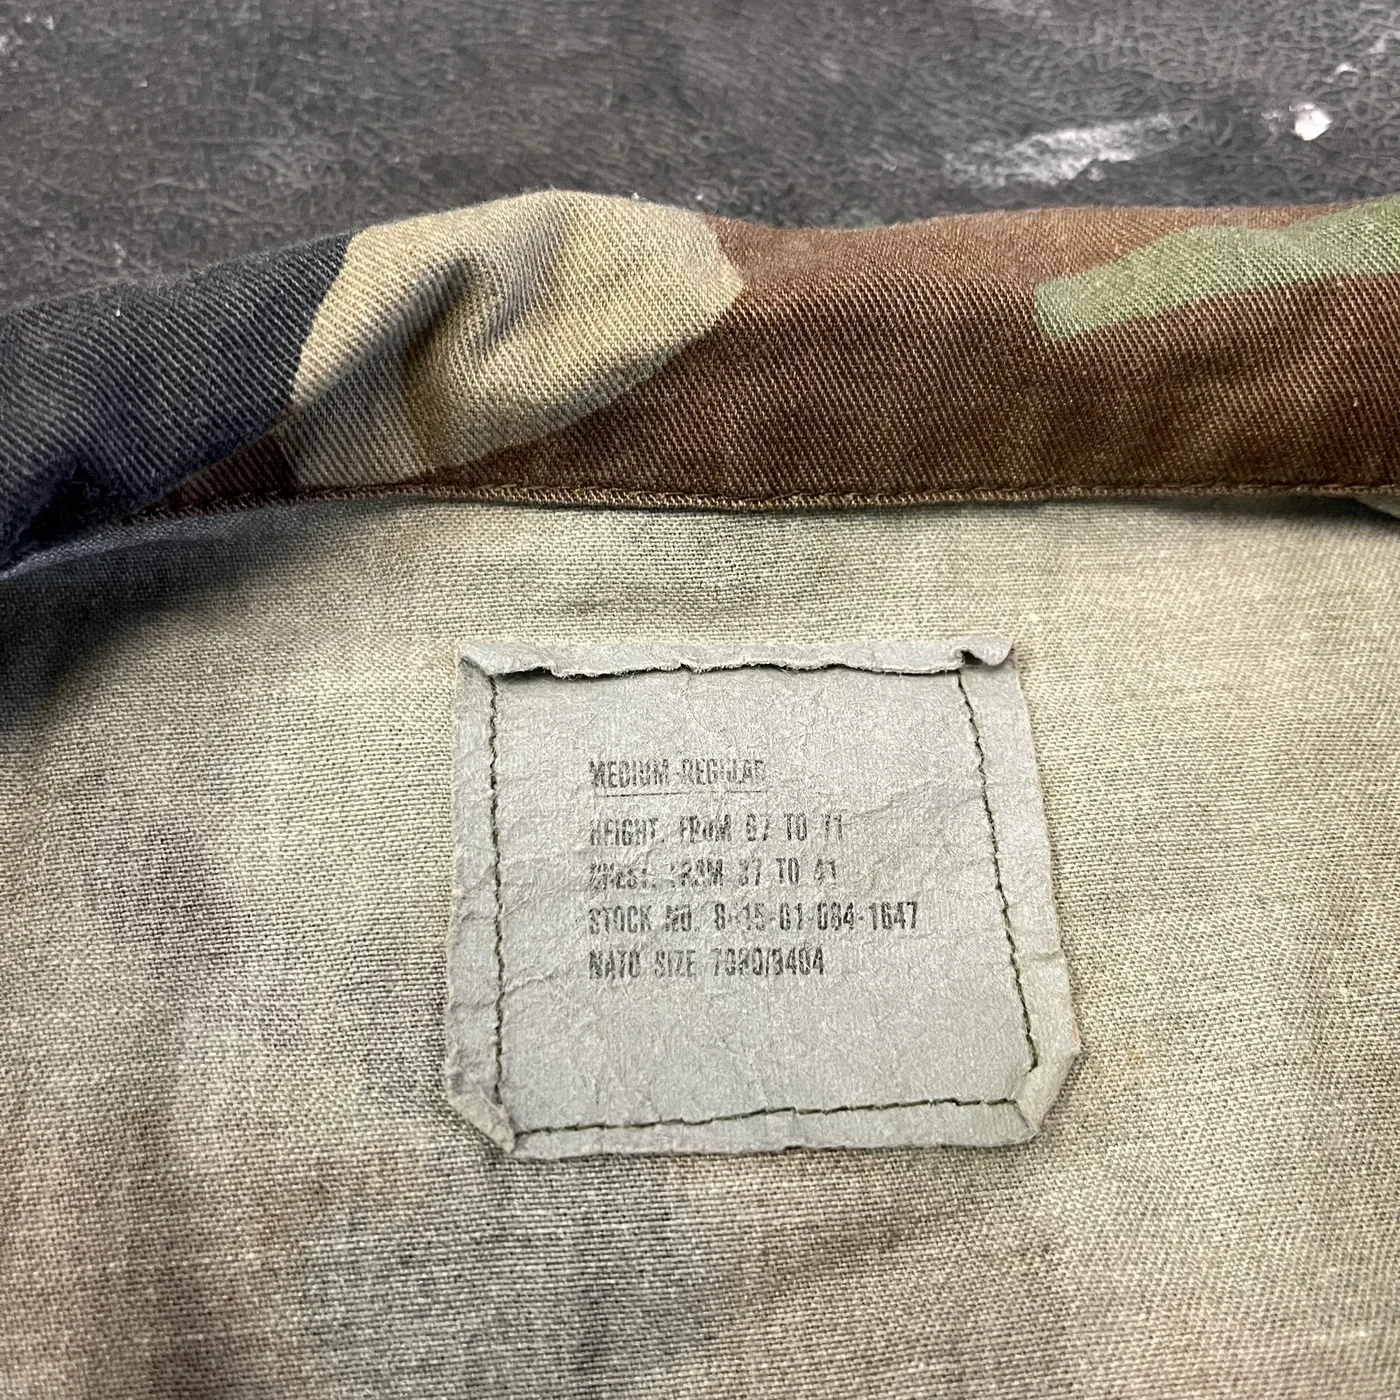 MEDIUM-REGULAR
HEIGHT. FROM 67 TO 71
CHEST. FROM 37 TO 41
STOCK NO. 8415-01-084-1647
NATO SIZE 7080/9404